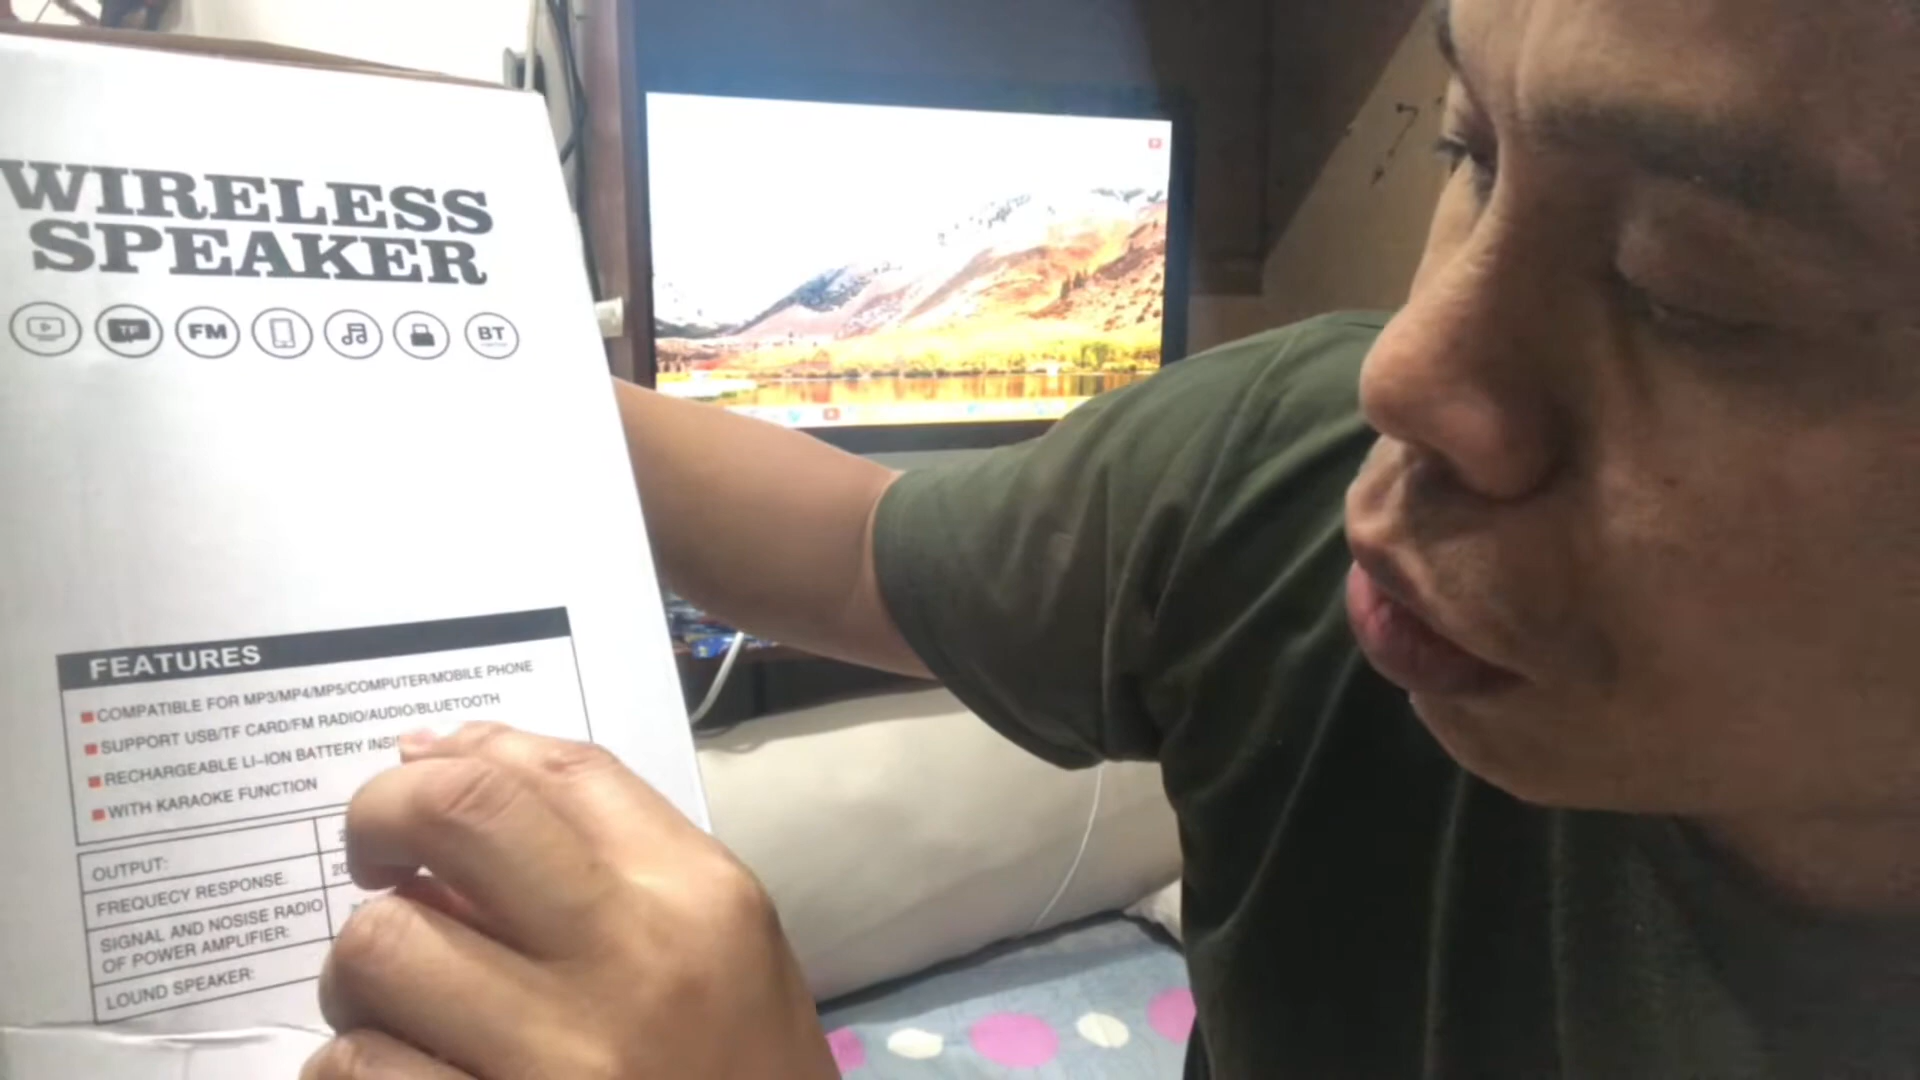 WIRELESS
SPEAKER
TF FM BT
FEATURES
COMPATIBLE FOR MP3/MP4/MP5/COMPUTER/MOBILE PHONE
SUPPORT USB/TF CARD/FM RADIO/AUDIO/BLUETOOTH
RECHARGEABLE LI-ION BATTERY
WITH KARAOKE FUNCTION
OUTPUT:
FREQUECY RESPONSE. 20
SIGNAL AND NOSISE RADIO
OF POWER AMPLIFIER:
LOUND SPEAKER: